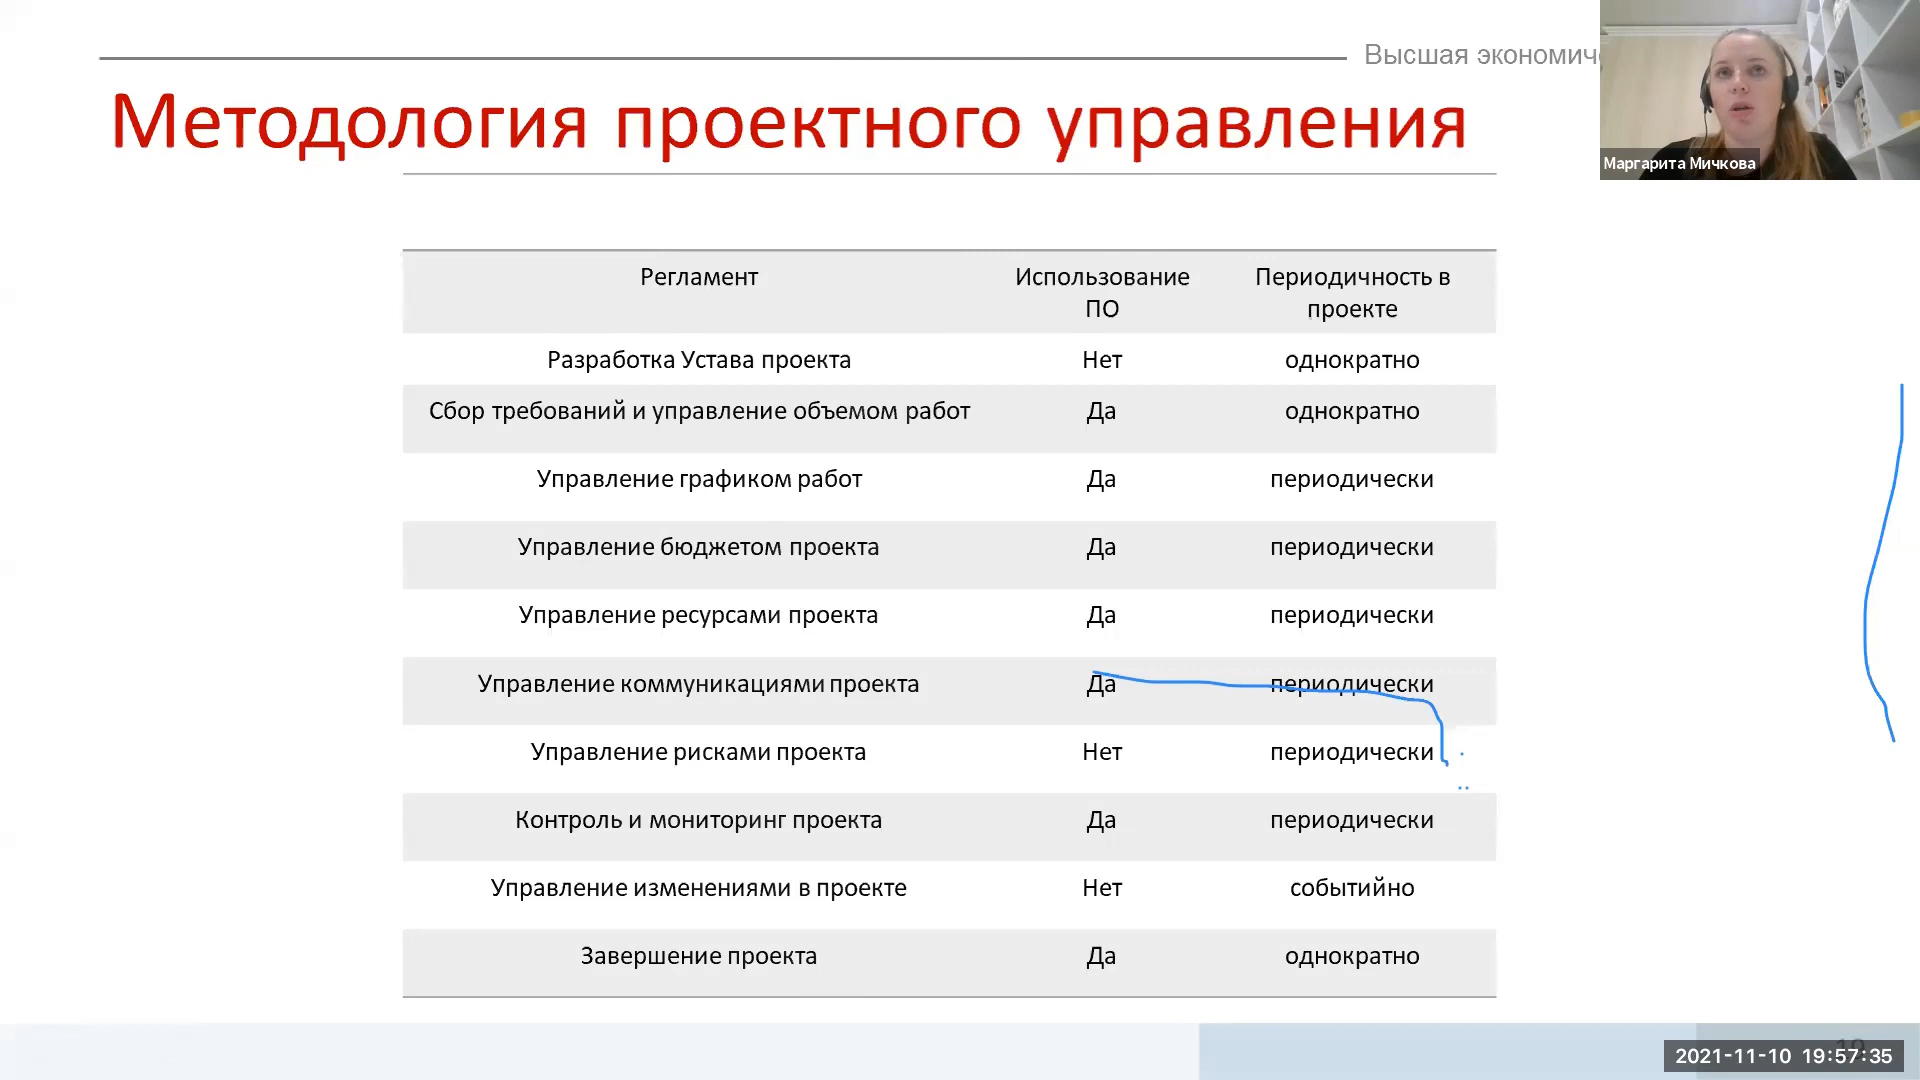 Высшая экономич
Методология проектного управления
Маргарита Мичкова
Регламент Использование ПО Периодичность в проекте
Разработка Устава проекта Нет однократно
Сбор требований и управление объемом работ Да однократно
Управление графиком работ Да периодически
Управление бюджетом проекта Да периодически
Управление ресурсами проекта Да периодически
Управление коммуникациями проекта Да периодически
Управление рисками проекта Нет периодически
Контроль и мониторинг проекта Да периодически
Управление изменениями в проекте Нет событийно
Завершение проекта Да однократно
2021-11-10 19:57:35